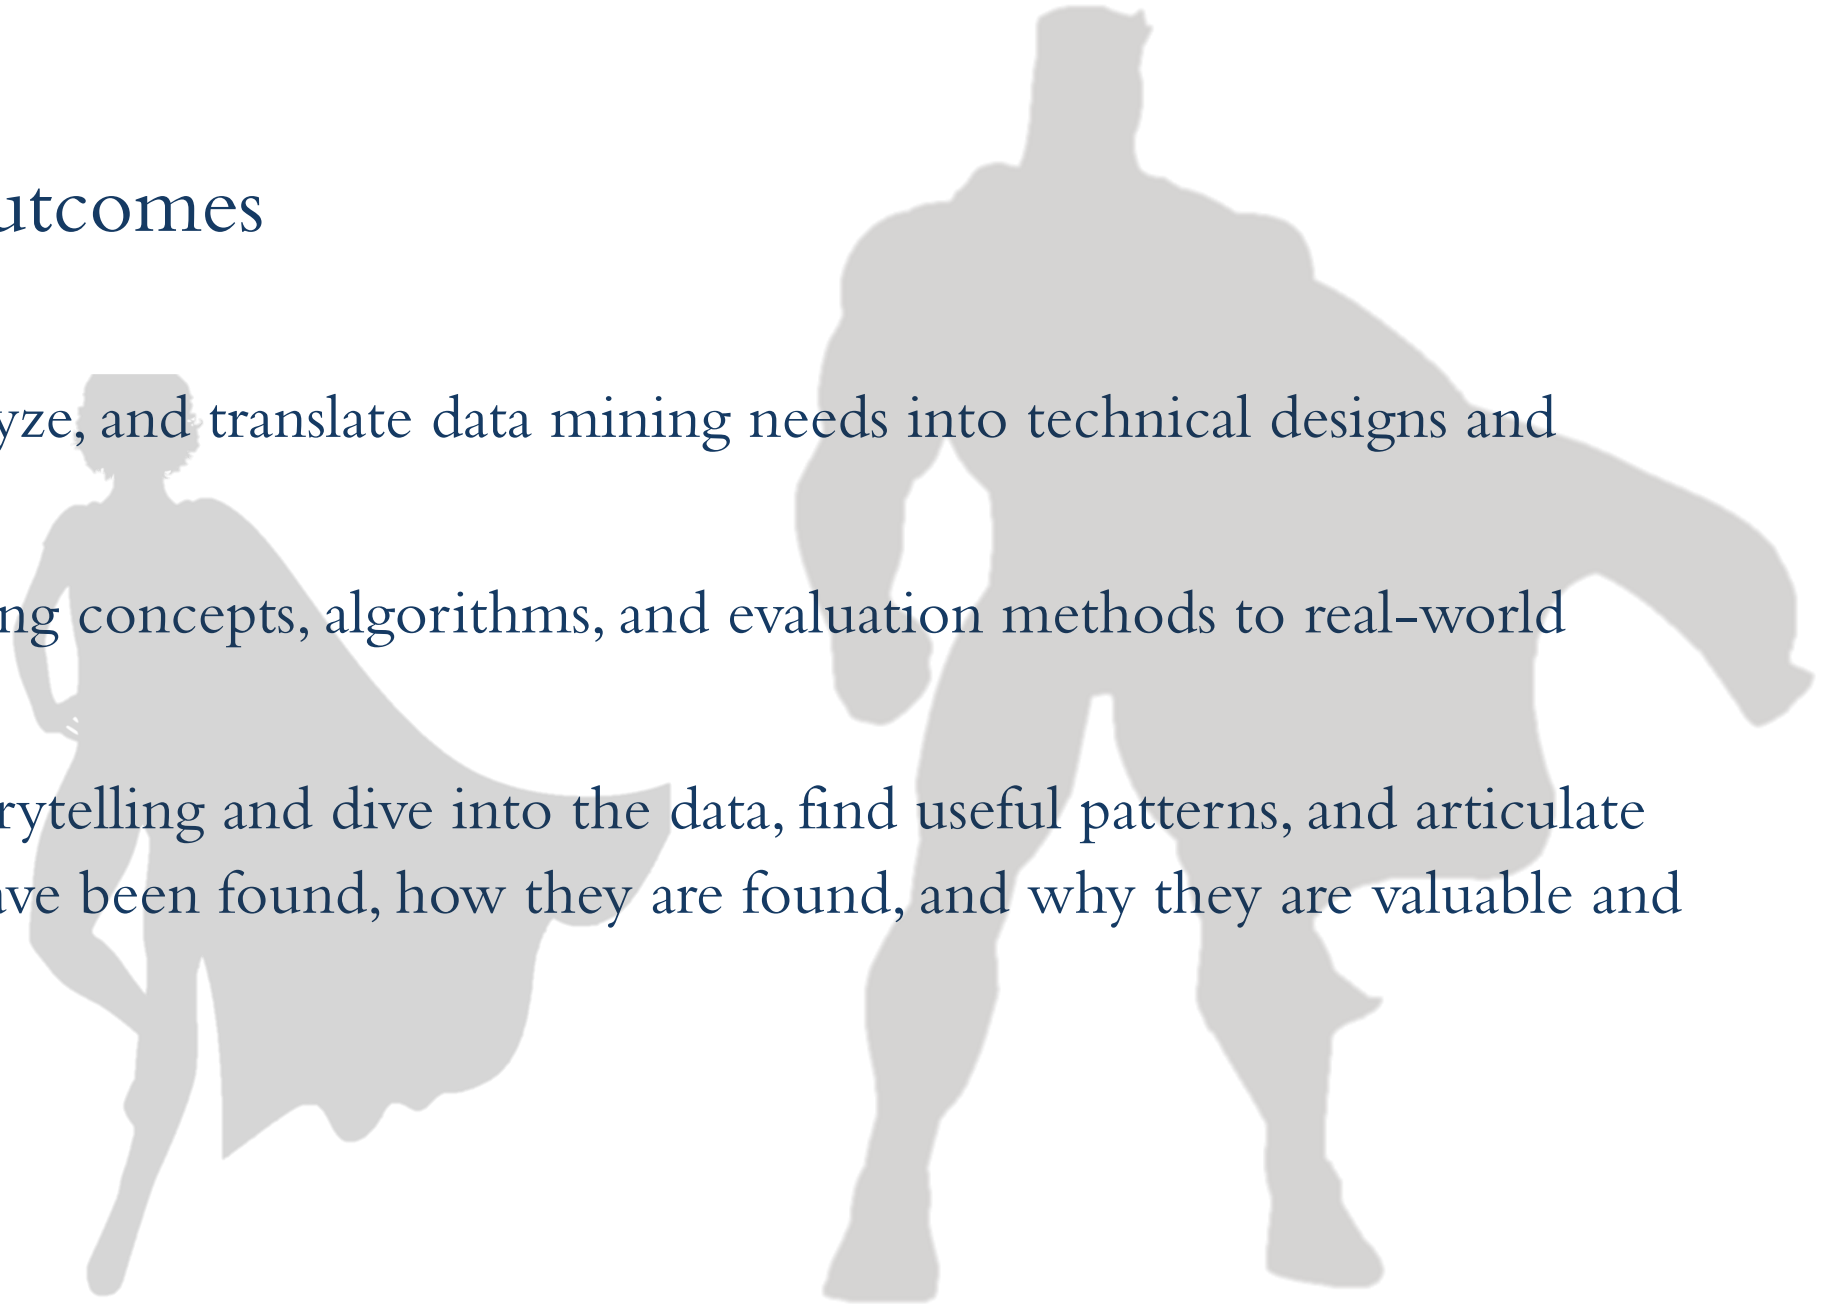 utcomes
yze, and translate data mining needs into technical designs and
ng concepts, algorithms, and evaluation methods to real-world
rytelling and dive into the data, find useful patterns, and articulate
ave been found, how they are found, and why they are valuable and